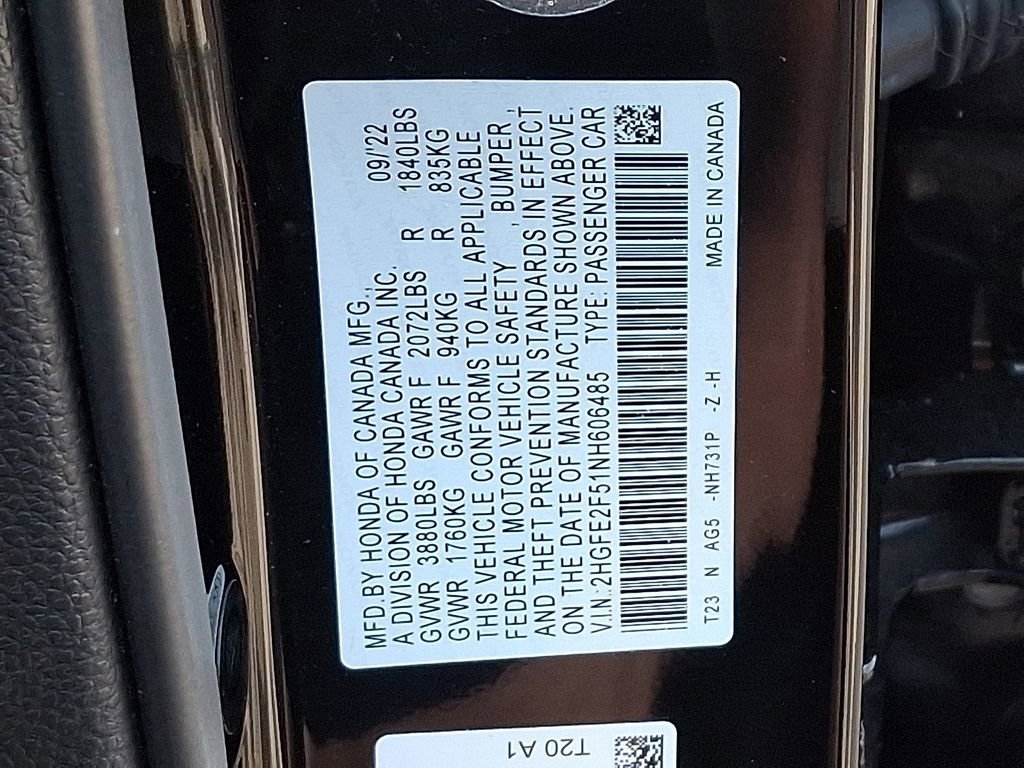 MFD.BY HONDA OF CANADA MFG., 09/22
A DIVISION OF HONDA CANADA INC.
GVWR 3880LBS GAWR F 2072LBS R 1840LBS
GVWR 1760KG GAWR F 940KG R 835KG
THIS VEHICLE CONFORMS TO ALL APPLICABLE
FEDERAL MOTOR VEHICLE SAFETY , BUMPER ,
AND THEFT PREVENTION STANDARDS IN EFFECT
ON THE DATE OF MANUFACTURE SHOWN ABOVE.
V.I.N.:2HGFE2F51NH606485 TYPE: PASSENGER CAR
T23 N AG5 -NH731P -Z -H MADE IN CANADA
T20 A1